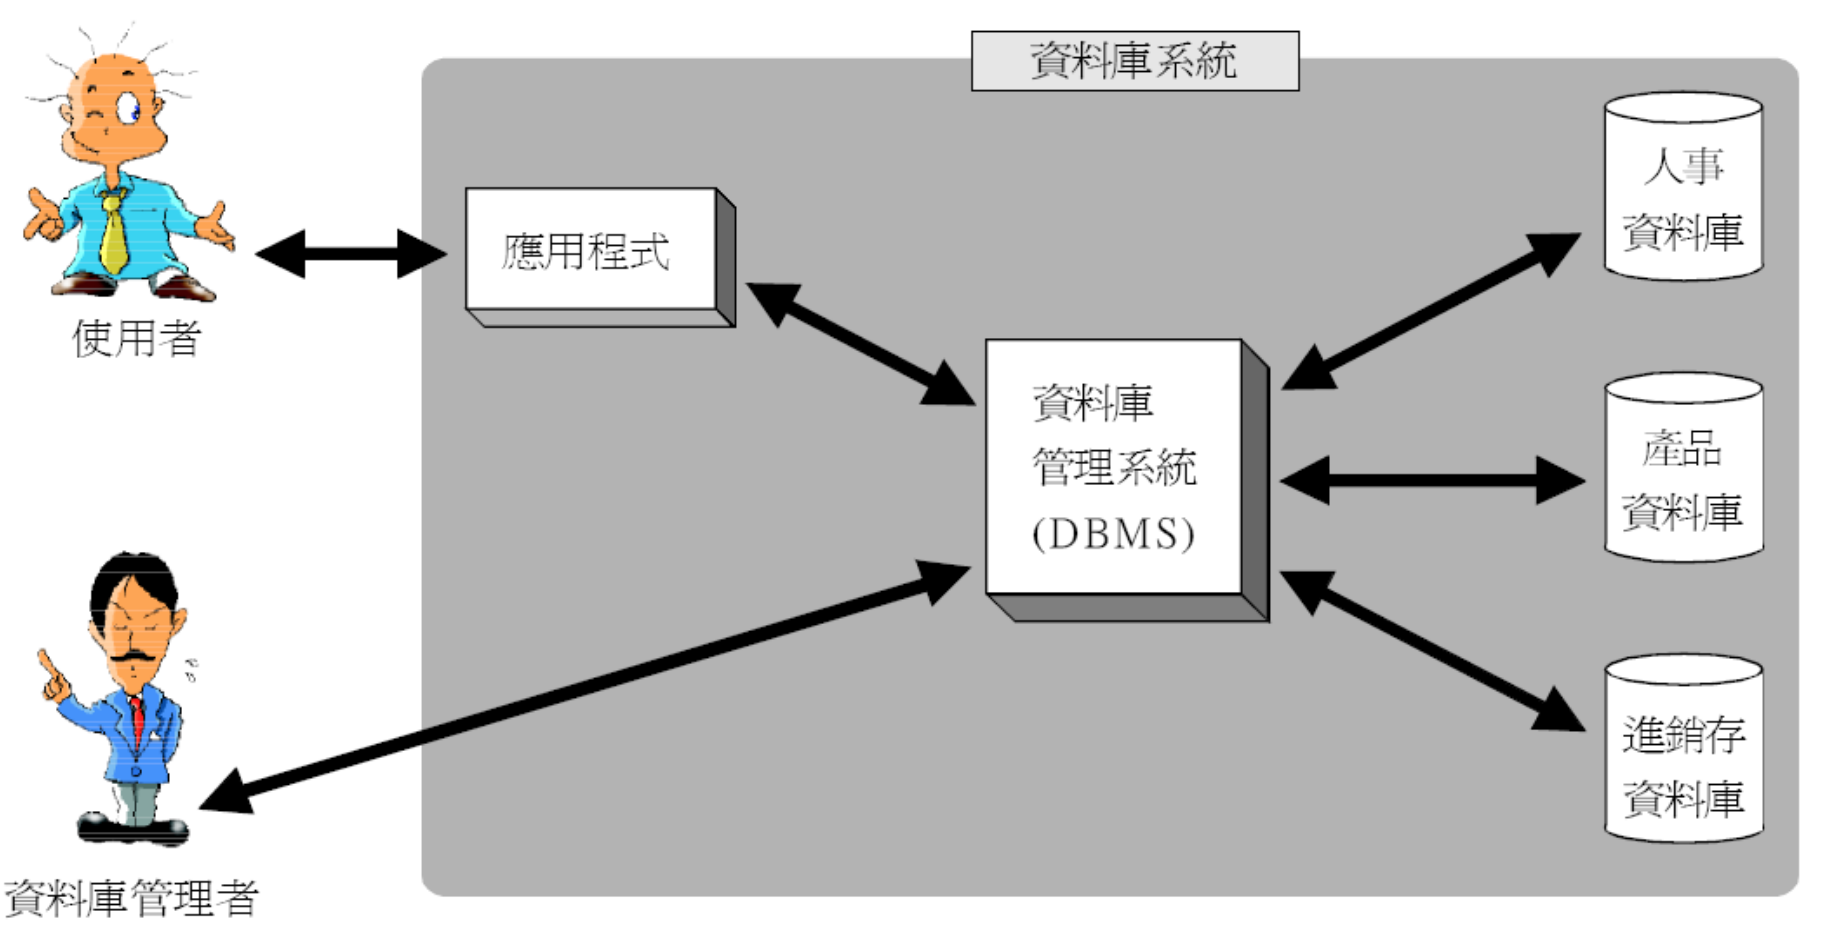 資料庫系統
使用者
應用程式
資料庫
管理系統
(DBMS)
人事
資料庫
產品
資料庫
進銷存
資料庫
資料庫管理者